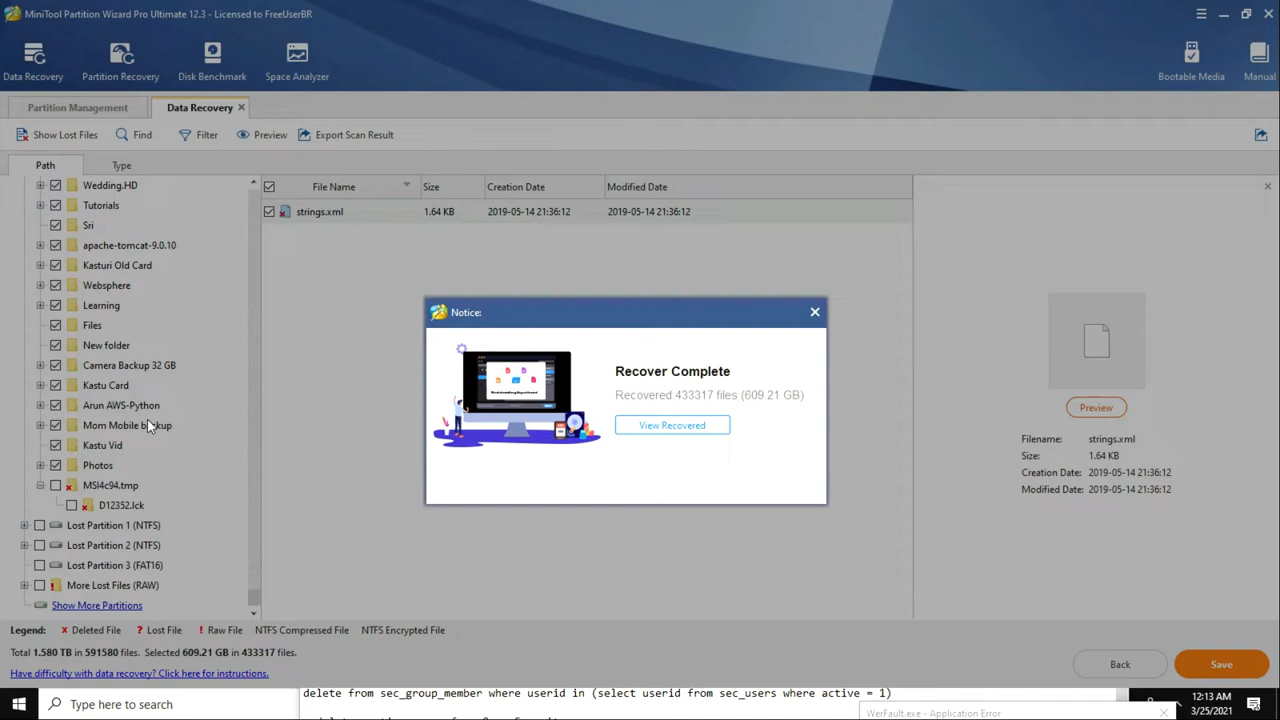 MiniTool Partition Wizard Pro Ultimate 12.3 - Licensed to FreeUserBR
Data Recovery
Partition Recovery
Disk Benchmark
Space Analyzer
Bootable Media
Manual
Partition Management
Data Recovery
Show Lost Files
Find
Filter
Preview
Export Scan Result
Path
Type
Wedding.HD
Tutorials
Sri
apache-tomcat-9.0.10
Kasturi Old Card
Websphere
Learning
Files
New folder
Camera Backup 32 GB
Kastu Card
Arun AWS-Python
Mom Mobile backup
Kastu Vid
Photos
MSI4c94.tmp
D12352.lck
Lost Partition 1 (NTFS)
Lost Partition 2 (NTFS)
Lost Partition 3 (FAT16)
More Lost Files (RAW)
Show More Partitions
File Name Size Creation Date Modified Date
strings.xml 1.64 KB 2019-05-14 21:36:12 2019-05-14 21:36:12
Notice:
Recover Complete
Recovered 433317 files (609.21 GB)
View Recovered
Preview
Filename: strings.xml
Size: 1.64 KB
Creation Date: 2019-05-14 21:36:12
Modified Date: 2019-05-14 21:36:12
Legend: Deleted File Lost File Raw File NTFS Compressed File NTFS Encrypted File
Total 1.580 TB in 591580 files. Selected 609.21 GB in 433317 files.
Have difficulty with data recovery? Click here for instructions.
Back
Save
Type here to search
delete from sec_group_member where userid in (select userid from sec_users where active = 1)
WerFault.exe - Application Error
12:13 AM
3/25/2021